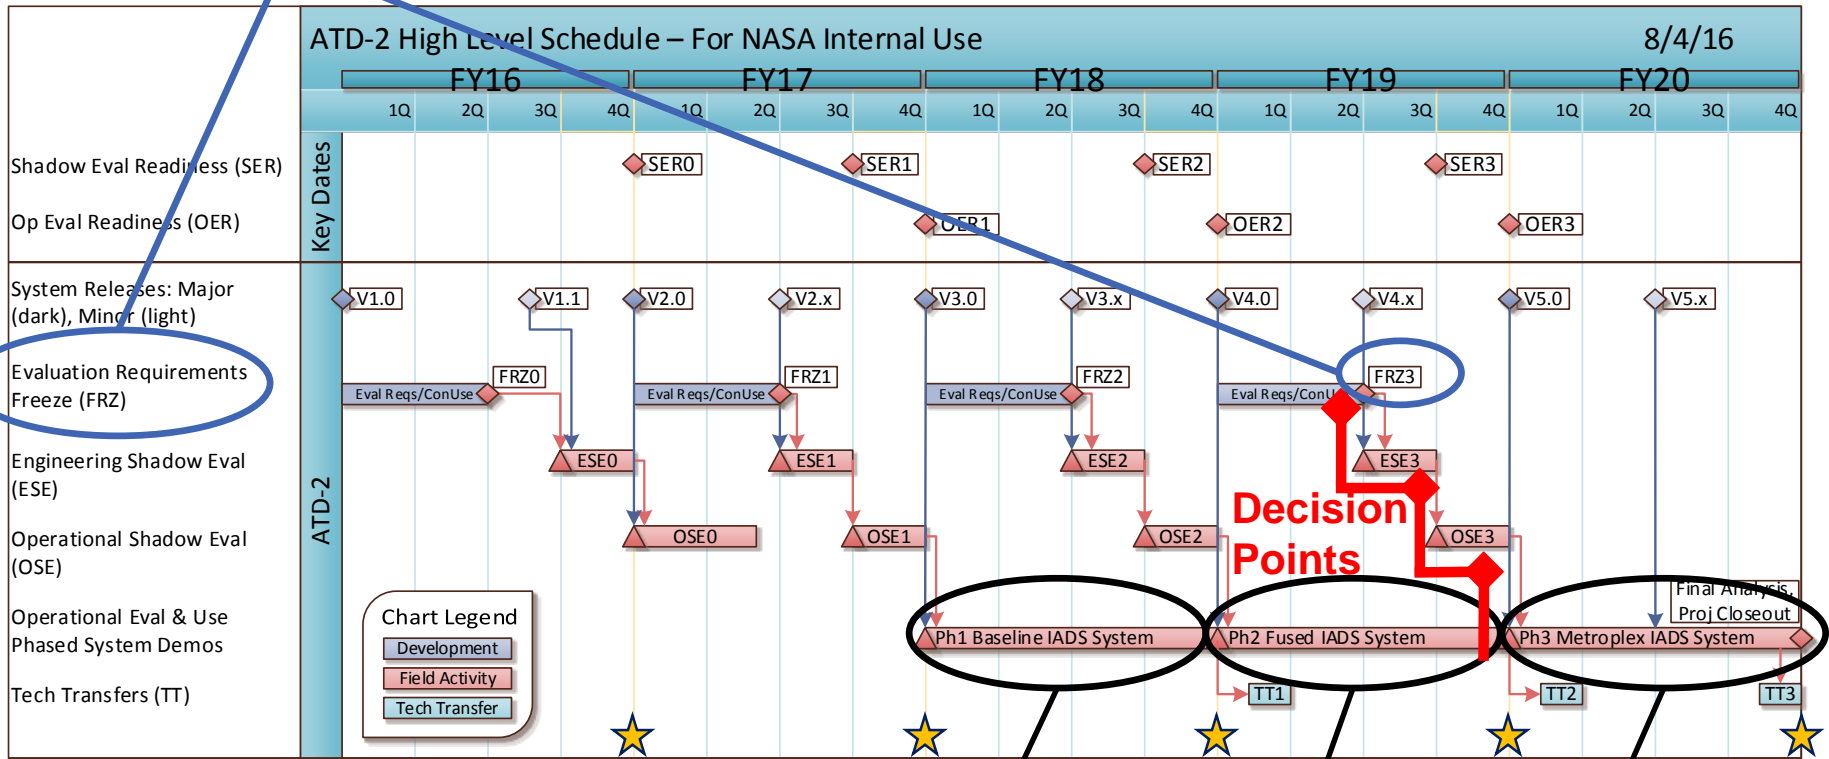 ATD-2 High Level Schedule – For NASA Internal Use 8/4/16
FY16 FY17 FY18 FY19 FY20
1Q 2Q 3Q 4Q 1Q 2Q 3Q 4Q 1Q 2Q 3Q 4Q 1Q 2Q 3Q 4Q 1Q 2Q 3Q 4Q
Key Dates
Shadow Eval Readiness (SER)
SER0 SER1 SER2 SER3
Op Eval Readiness (OER)
OER1 OER2 OER3
ATD-2
System Releases: Major
(dark), Minor (light)
V1.0 V1.1 V2.0 V2.x V3.0 V3.x V4.0 V4.x V5.0 V5.x
Evaluation Requirements
Freeze (FRZ)
FRZ0 FRZ1 FRZ2 FRZ3
Eval Reqs/ConUse Eval Reqs/ConUse Eval Reqs/ConUse Eval Reqs/ConU
Engineering Shadow Eval
(ESE)
ESE0 ESE1 ESE2 ESE3
Decision
Points
Operational Shadow Eval
(OSE)
OSE0 OSE1 OSE2 OSE3
Final Analysis,
Proj Closeout
Operational Eval & Use
Phased System Demos
Ph1 Baseline IADS System Ph2 Fused IADS System Ph3 Metroplex IADS System
Tech Transfers (TT)
TT1 TT2 TT3
Chart Legend
Development
Field Activity
Tech Transfer